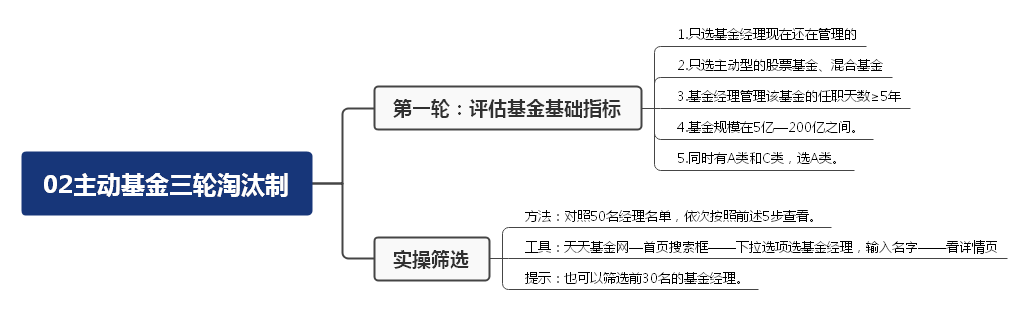 02主动基金三轮淘汰制
第一轮：评估基金基础指标
1.只选基金经理现在还在管理的
2.只选主动型的股票基金、混合基金
3.基金经理管理该基金的任职天数≥5年
4.基金规模在5亿—200亿之间。
5.同时有A类和C类，选A类。
实操筛选
方法：对照50名经理名单，依次按照前述5步查看。
工具：天天基金网—首页搜索框——下拉选项选基金经理，输入名字——看详情页
提示：也可以筛选前30名的基金经理。